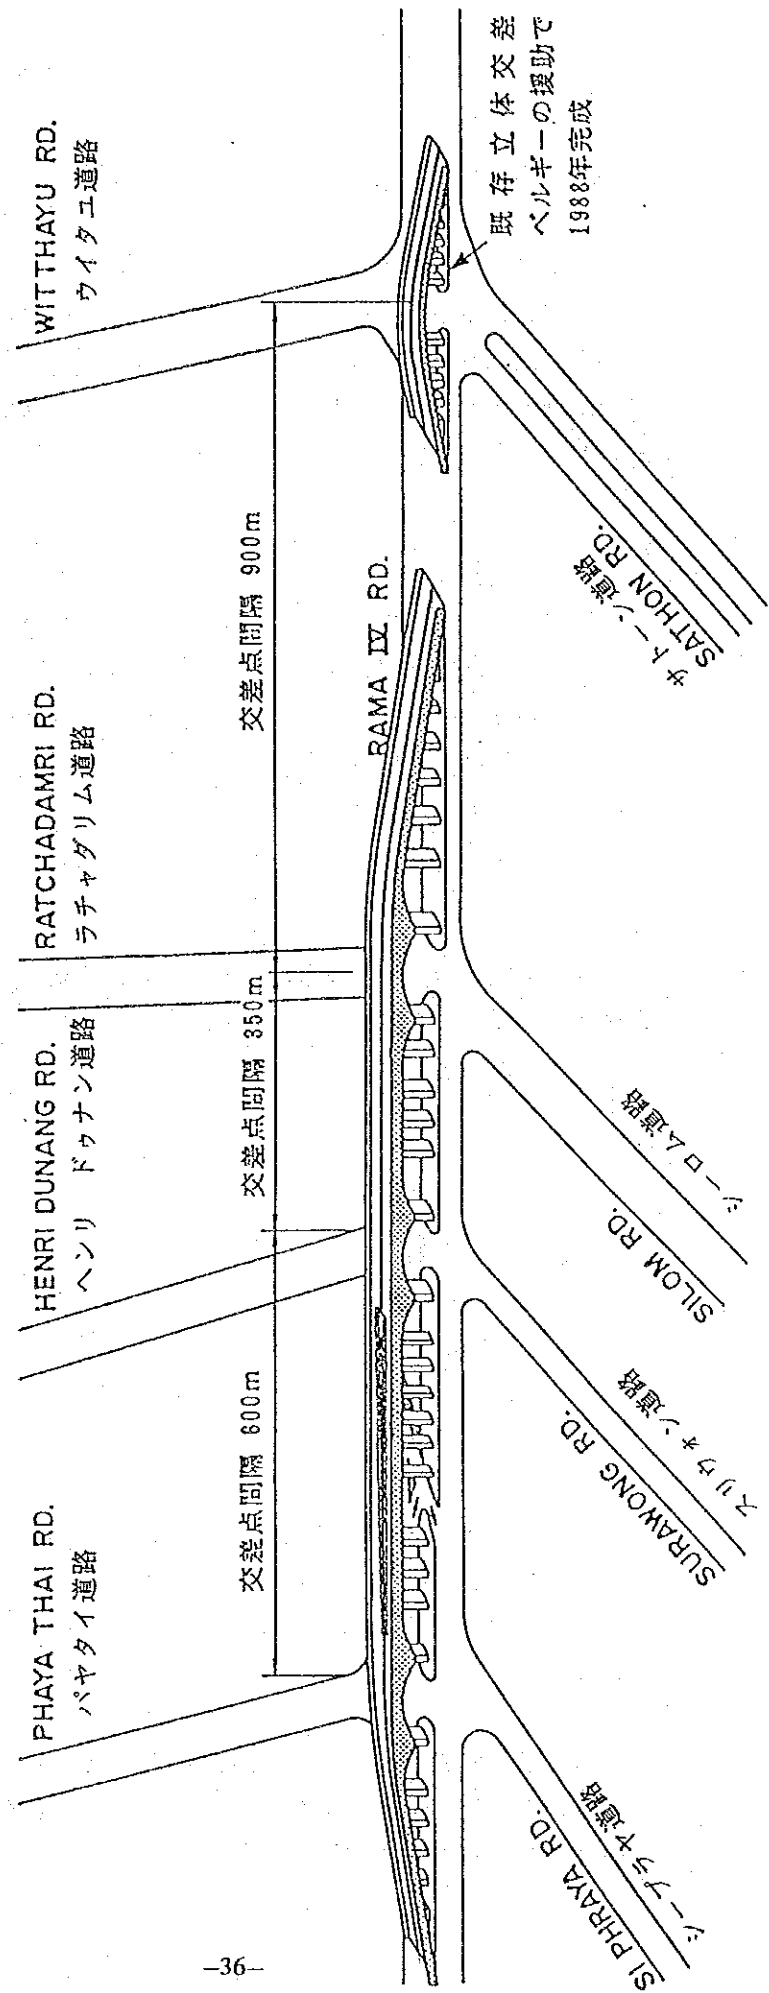 PHAYA THAI RD.
パヤタイ道路
HENRI DUNANG RD.
ヘンリ ドゥナン道路
RATCHADAMRI RD.
ラチャダリム道路
WITTHAYU RD.
ウイタユ道路
交差点間隔 600m
交差点間隔 350m
交差点間隔 900m
RAMA IV RD.
既存立体交差
ベルギーの援助で
1988年完成
SI PHRAYA RD.
シープラヤ道路
SURAWONG RD.
スリウォン道路
SILOM RD.
シーロム道路
サトーン道路
SATHON RD.
-36-